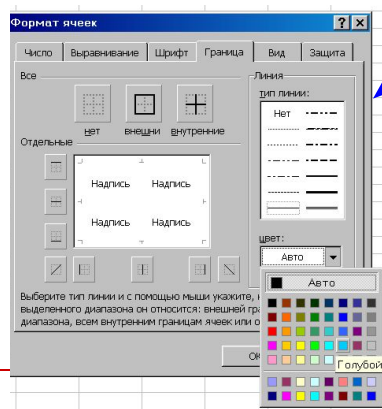 Формат ячеек
Число Выравнивание Шрифт Граница Вид Защита
Все
Линия
тип линии:
Нет
нет внешни внутренние
Отдельные
Надпись Надпись
Надпись Надпись
цвет:
Авто
Авто
Выберите тип линии и с помощью мыши укажите,
выделенного диапазона он относится: внешней
диапазона, всем внутренним границам ячеек или
Голубой